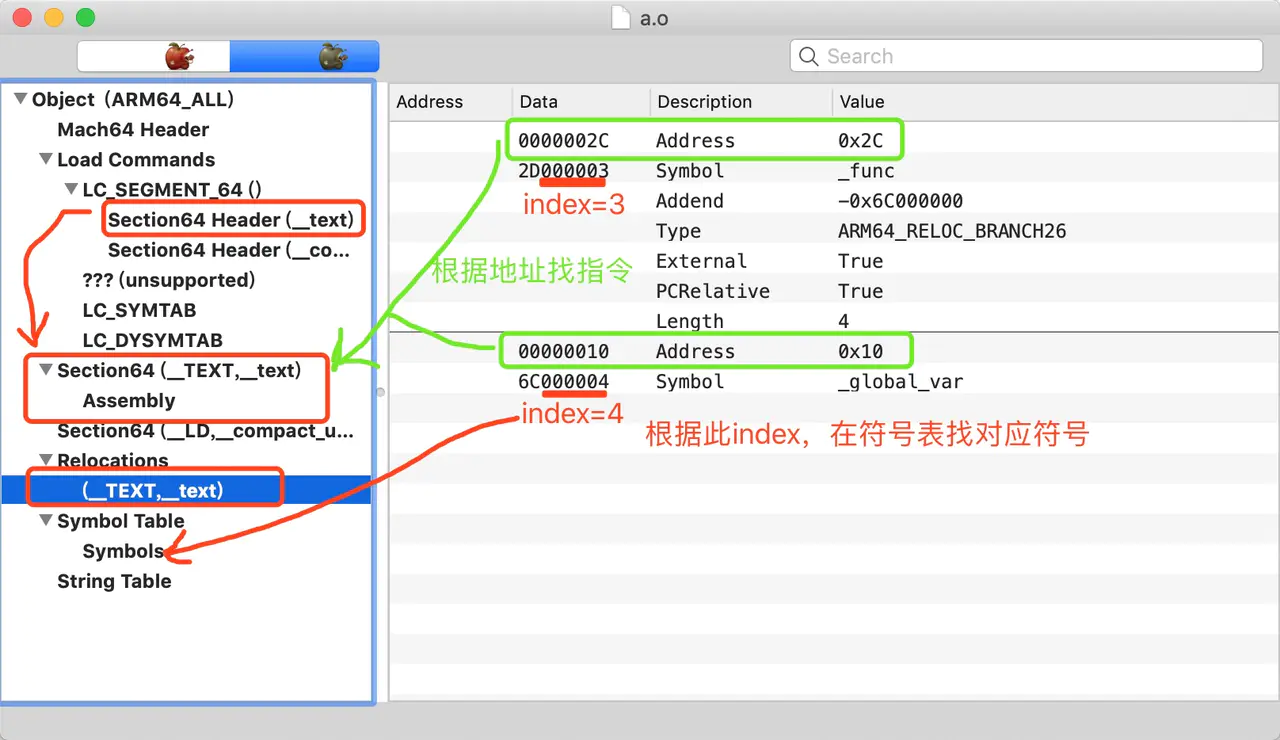 a.o
Search
Object (ARM64_ALL)
Mach64 Header
Load Commands
LC_SEGMENT_64 ()
Section64 Header (__text)
Section64 Header (__co...
??? (unsupported)
LC_SYMTAB
LC_DYSYMTAB
Section64 (__TEXT,__text)
Assembly
Section64 (__LD,__compact_u...
Relocations
(__TEXT,__text)
Symbol Table
Symbols
String Table
Address Data Description Value
0000002C Address 0x2C
2D000003 Symbol _func
index=3
Addend -0x6C000000
Type ARM64_RELOC_BRANCH26
根据地址找指令
External True
PCRelative True
Length 4
00000010 Address 0x10
6C000004 Symbol _global_var
index=4
根据此index，在符号表找对应符号